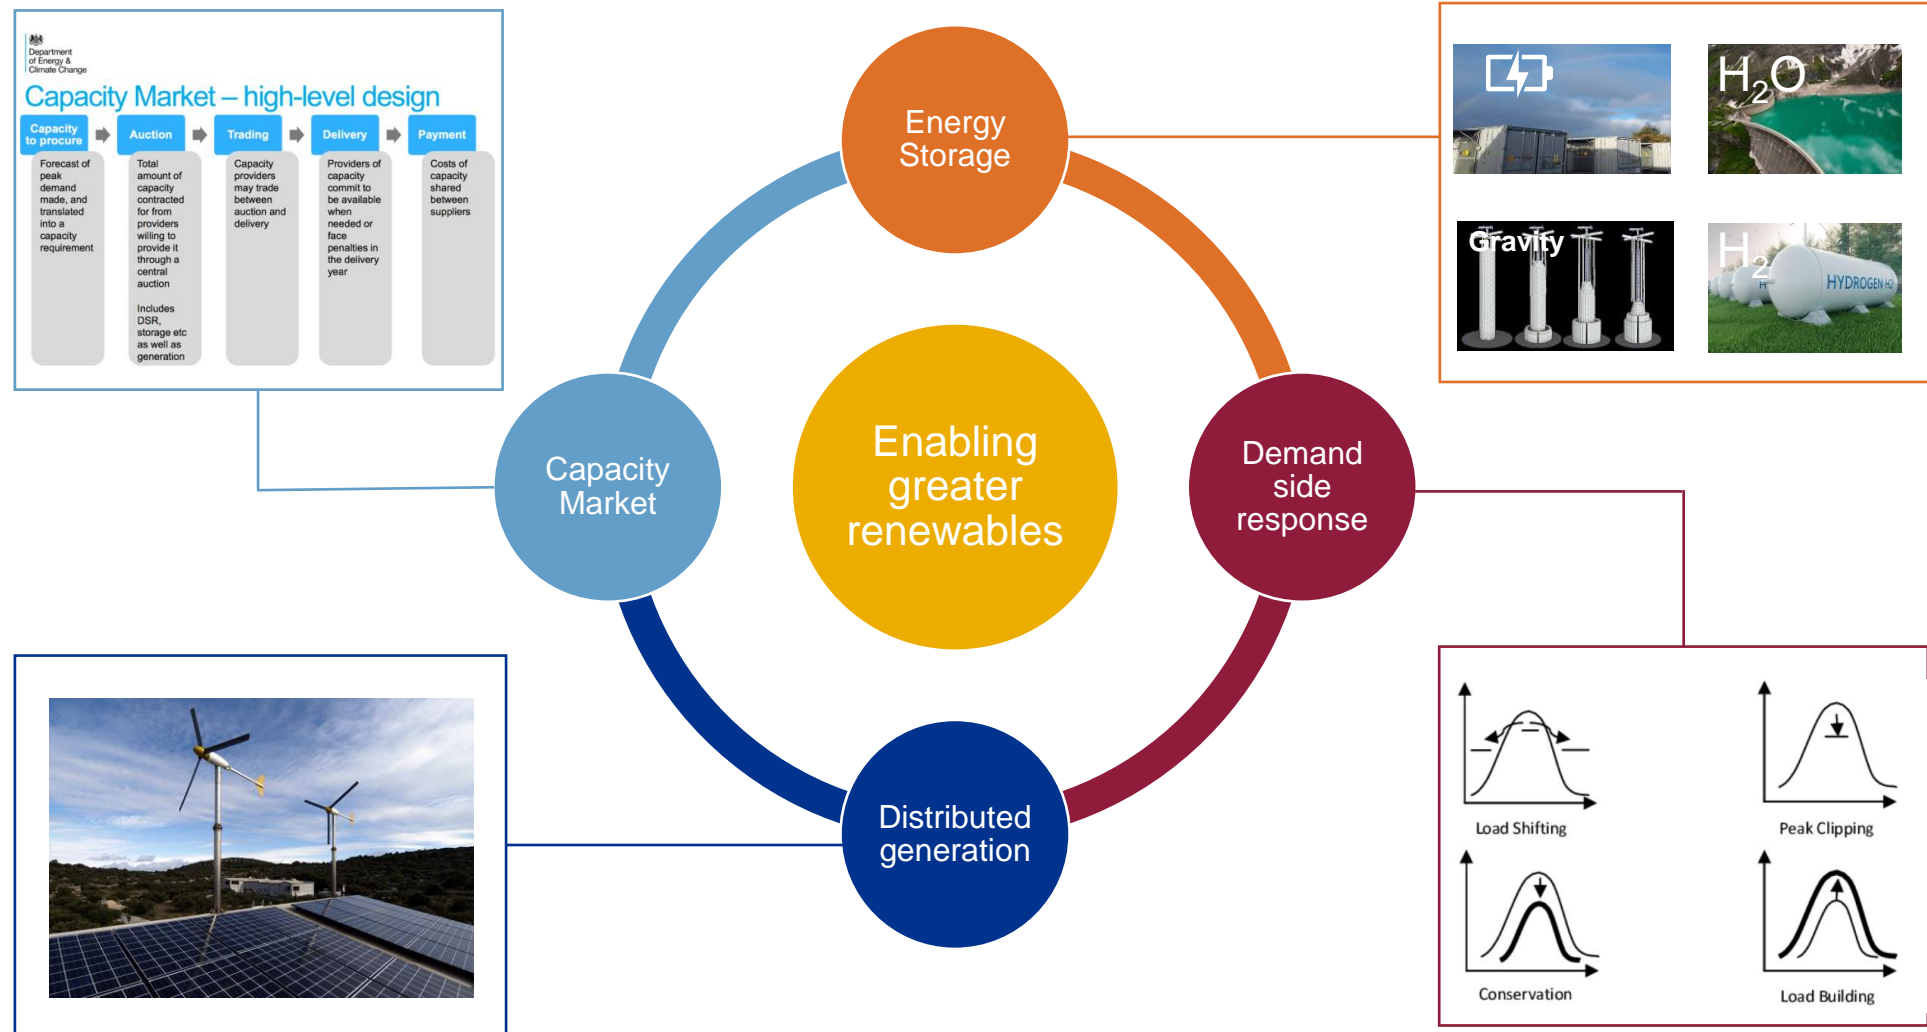 Department
of Energy &
Climate Change
Capacity Market – high-level design
Capacity
to procure
Auction
Trading
Delivery
Payment
Forecast of
peak
demand
made, and
translated
into a
capacity
requirement
Total
amount of
capacity
contracted
for from
providers
willing to
provide it
through a
central
auction
Includes
DSR,
storage etc
as well as
generation
Capacity
providers
may trade
between
auction and
delivery
Providers of
capacity
commit to
be available
when
needed or
face
penalties in
the delivery
year
Costs of
capacity
shared
between
suppliers
Energy
Storage
H₂O
Gravity
H₂
HYDROGEN H2
Capacity
Market
Enabling
greater
renewables
Demand
side
response
Distributed
generation
Load Shifting
Peak Clipping
Conservation
Load Building